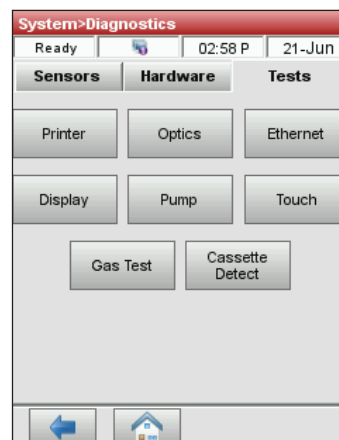 System>Diagnostics
Ready 02:58 P 21-Jun
Sensors Hardware Tests
Printer Optics Ethernet
Display Pump Touch
Gas Test Cassette
Detect